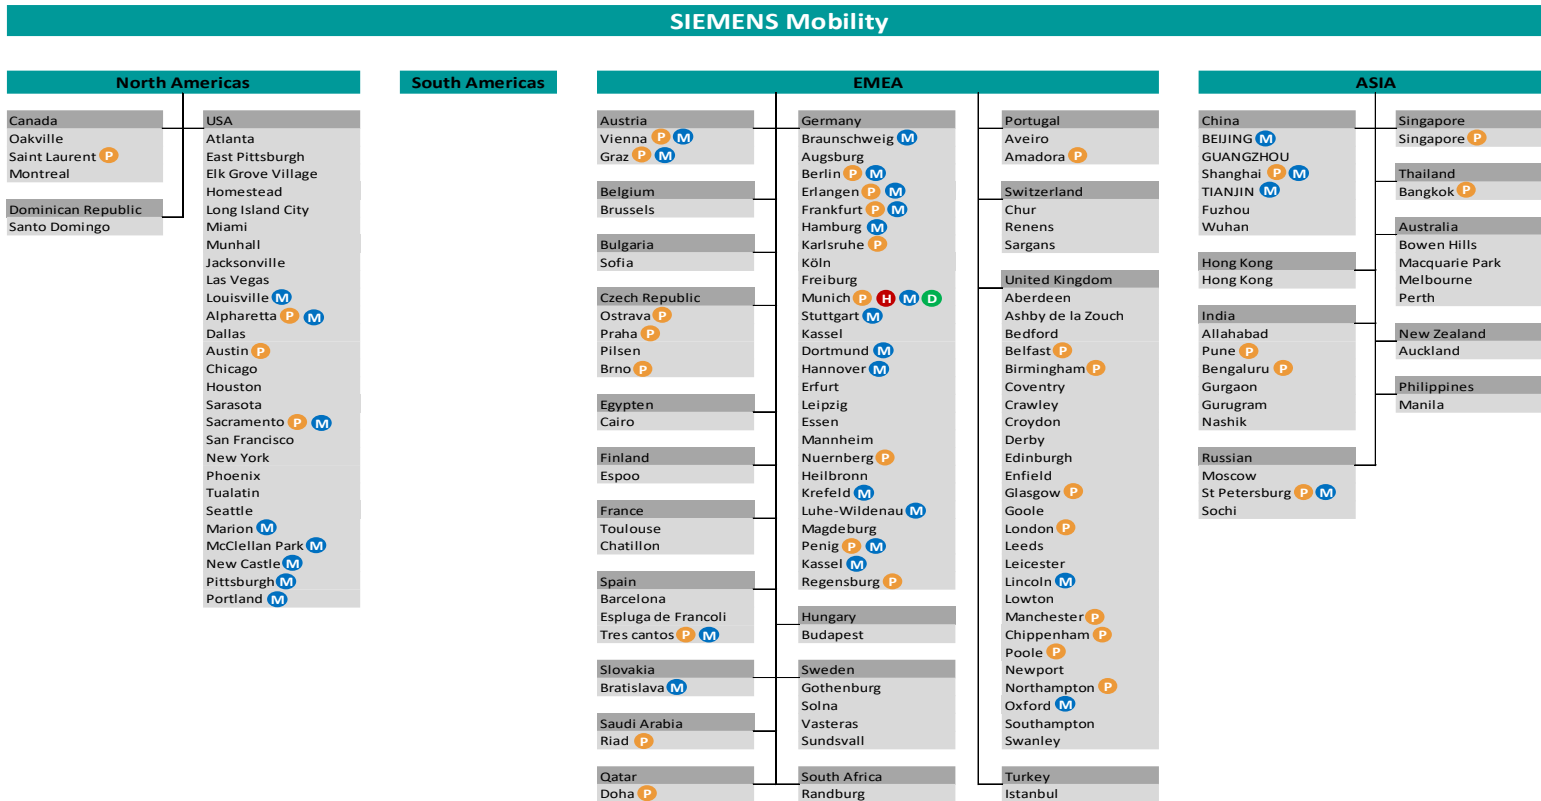 SIEMENS Mobility
North Americas
Canada
Oakville
Saint Laurent P
Montreal
Dominican Republic
Santo Domingo
USA
Atlanta
East Pittsburgh
Elk Grove Village
Homestead
Long Island City
Miami
Munhall
Jacksonville
Las Vegas
Louisville M
Alpharetta P M
Dallas
Austin P
Chicago
Houston
Sarasota
Sacramento P M
San Francisco
New York
Phoenix
Tualatin
Seattle
Marion M
McClellan Park M
New Castle M
Pittsburgh M
Portland M
South Americas
EMEA
Austria
Vienna P M
Graz P M
Belgium
Brussels
Bulgaria
Sofia
Czech Republic
Ostrava P
Praha P
Pilsen
Brno P
Egypten
Cairo
Finland
Espoo
France
Toulouse
Chatillon
Spain
Barcelona
Espluga de Francoli
Tres cantos P M
Slovakia
Bratislava M
Saudi Arabia
Riad P
Qatar
Doha P
Germany
Braunschweig M
Augsburg
Berlin P M
Erlangen P M
Frankfurt P M
Hamburg M
Karlsruhe P
Köln
Freiburg
Munich P H M D
Stuttgart M
Kassel
Dortmund M
Hannover M
Erfurt
Leipzig
Essen
Mannheim
Nuernberg P
Heilbronn
Krefeld M
Luhe-Wildenau M
Magdeburg
Penig P M
Kassel M
Regensburg P
Hungary
Budapest
Sweden
Gothenburg
Solna
Vasteras
Sundsvall
South Africa
Randburg
Portugal
Aveiro
Amadora P
Switzerland
Chur
Renens
Sargans
United Kingdom
Aberdeen
Ashby de la Zouch
Bedford
Belfast P
Birmingham P
Coventry
Crawley
Croydon
Derby
Edinburgh
Enfield
Glasgow P
Goole
London P
Leeds
Leicester
Lincoln M
Lowton
Manchester P
Chippenham P
Poole P
Newport
Northampton P
Oxford M
Southampton
Swanley
Turkey
Istanbul
ASIA
China
BEIJING M
GUANGZHOU
Shanghai P M
TIANJIN M
Fuzhou
Wuhan
Hong Kong
Hong Kong
India
Allahabad
Pune P
Bengaluru P
Gurgaon
Gurugram
Nashik
Russian
Moscow
St Petersburg P M
Sochi
Singapore
Singapore P
Thailand
Bangkok P
Australia
Bowen Hills
Macquarie Park
Melbourne
Perth
New Zealand
Auckland
Philippines
Manila